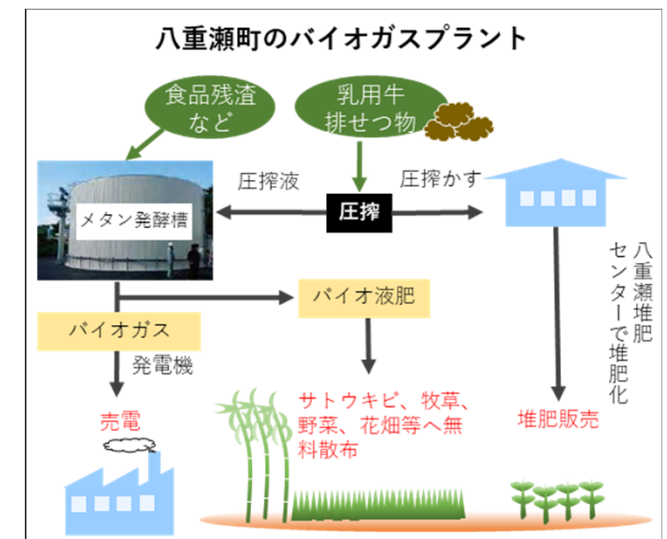 八重瀬町のバイオガスプラント
食品残渣
など
乳用牛
排せつ物
圧搾液
圧搾
圧搾かす
メタン発酵槽
八重瀬堆肥
センターで堆肥化
バイオ液肥
バイオガス
発電機
売電
サトウキビ、牧草、
野菜、花畑等へ無
料散布
堆肥販売